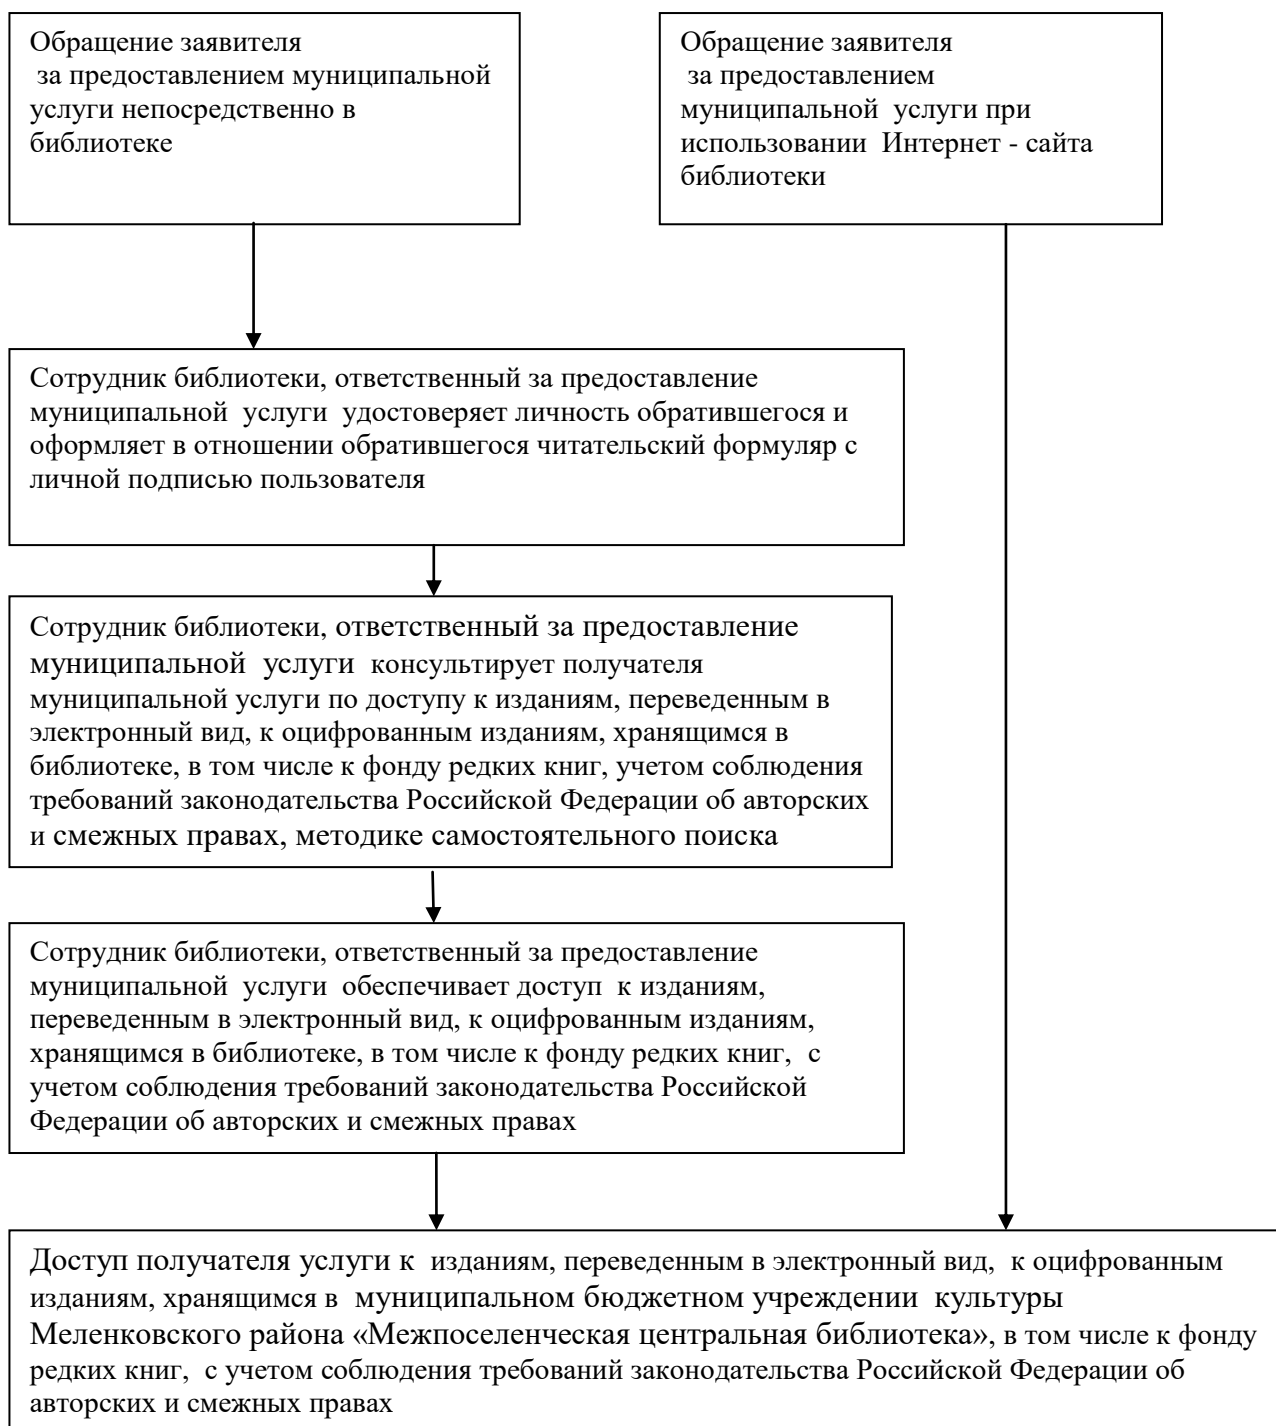 Обращение заявителя
за предоставлением муниципальной
услуги непосредственно в
библиотеке
Обращение заявителя
за предоставлением
муниципальной услуги при
использовании Интернет - сайта
библиотеки
Сотрудник библиотеки, ответственный за предоставление
муниципальной услуги удостоверяет личность обратившегося и
оформляет в отношении обратившегося читательский формуляр с
личной подписью пользователя
Сотрудник библиотеки, ответственный за предоставление
муниципальной услуги консультирует получателя
муниципальной услуги по доступу к изданиям, переведенным в
электронный вид, к оцифрованным изданиям, хранящимся в
библиотеке, в том числе к фонду редких книг, учетом соблюдения
требований законодательства Российской Федерации об авторских
и смежных правах, методике самостоятельного поиска
Сотрудник библиотеки, ответственный за предоставление
муниципальной услуги обеспечивает доступ к изданиям,
переведенным в электронный вид, к оцифрованным изданиям,
хранящимся в библиотеке, в том числе к фонду редких книг, с
учетом соблюдения требований законодательства Российской
Федерации об авторских и смежных правах
Доступ получателя услуги к изданиям, переведенным в электронный вид, к оцифрованным
изданиям, хранящимся в муниципальном бюджетном учреждении культуры
Меленковского района «Межпоселенческая центральная библиотека», в том числе к фонду
редких книг, с учетом соблюдения требований законодательства Российской Федерации об
авторских и смежных правах